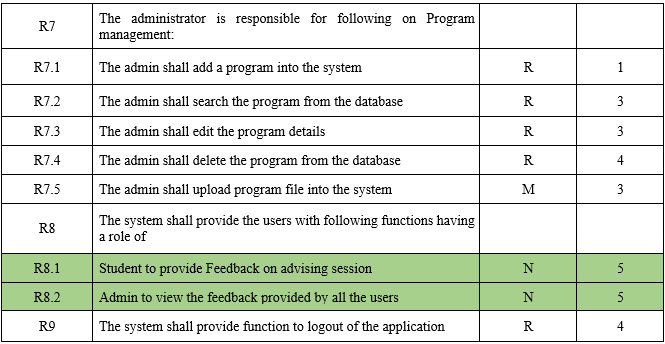 R7 The administrator is responsible for following on Program
management:
R7.1 The admin shall add a program into the system R 1
R7.2 The admin shall search the program from the database R 3
R7.3 The admin shall edit the program details R 3
R7.4 The admin shall delete the program from the database R 4
R7.5 The admin shall upload program file into the system M 3
R8 The system shall provide the users with following functions having
a role of
R8.1 Student to provide Feedback on advising session N 5
R8.2 Admin to view the feedback provided by all the users N 5
R9 The system shall provide function to logout of the application R 4